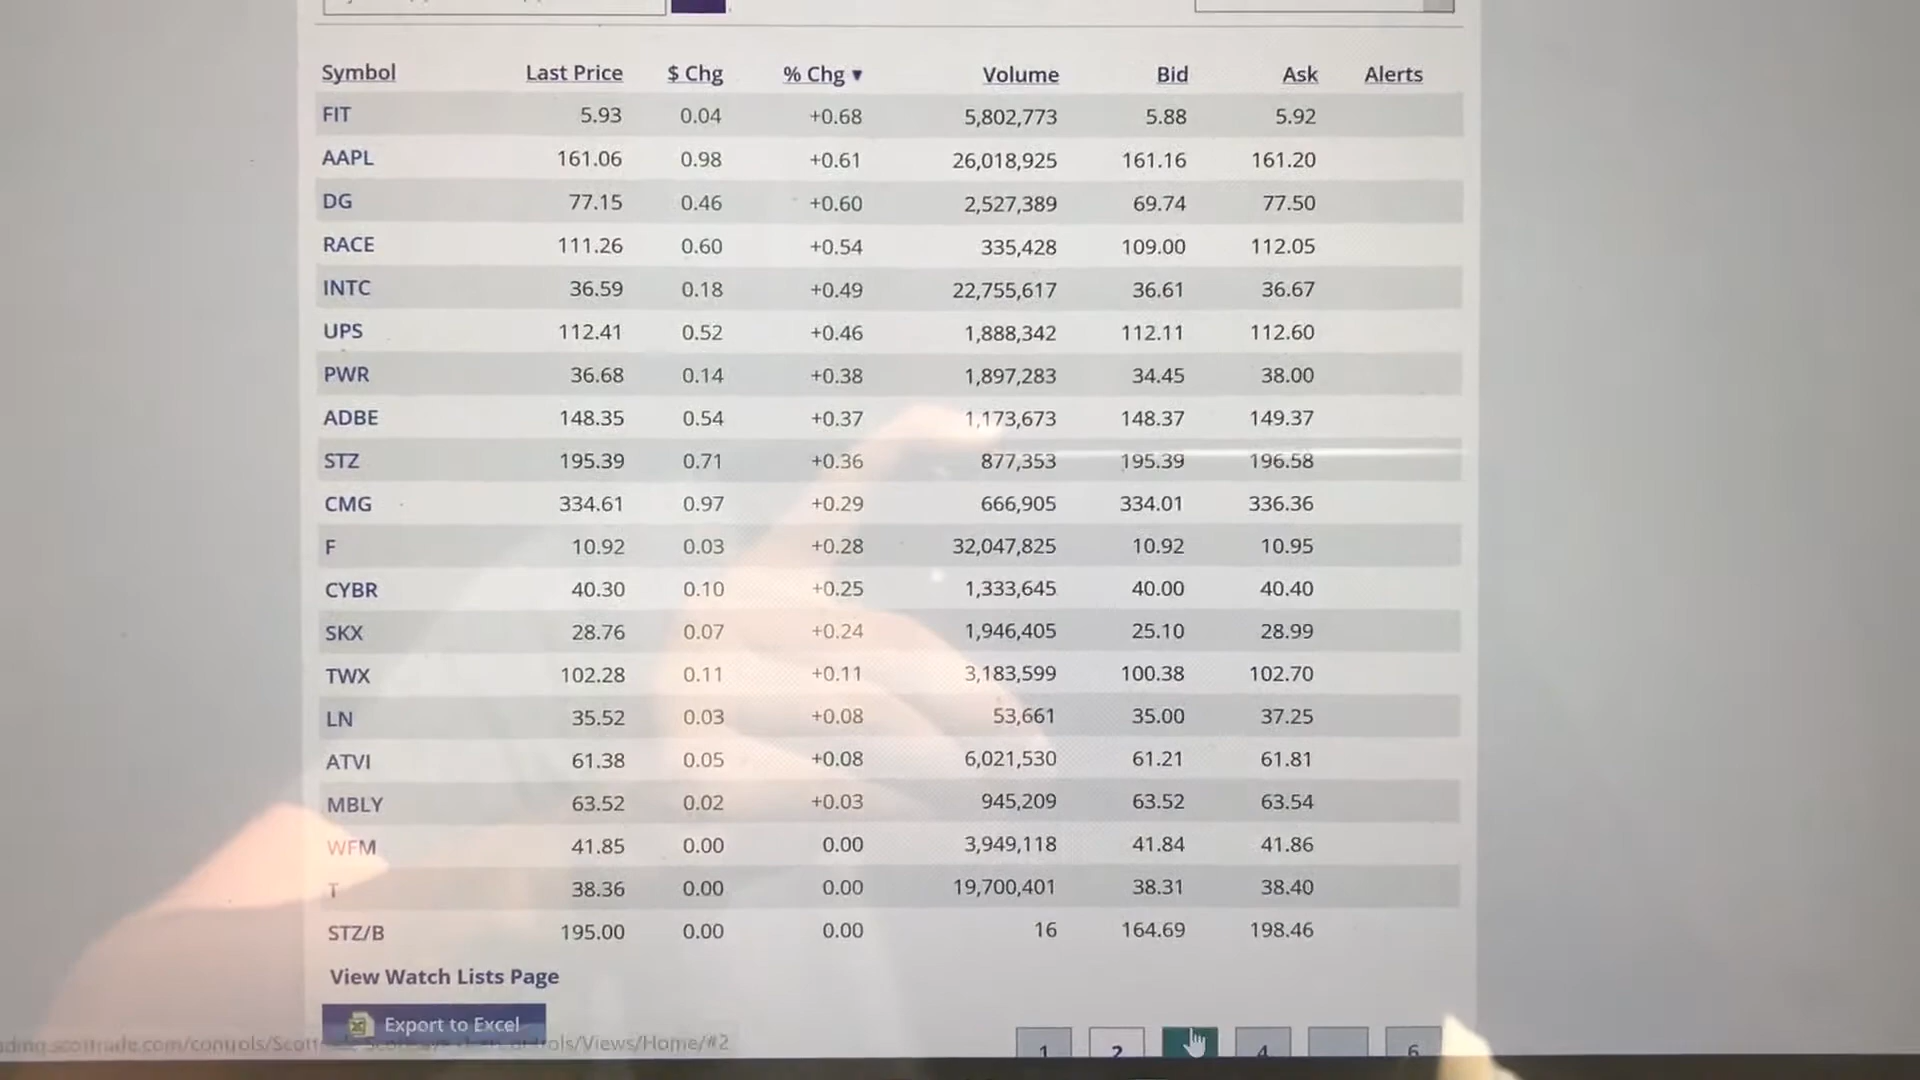 Symbol Last Price $ Chg % Chg ▼ Volume Bid Ask Alerts
FIT 5.93 0.04 +0.68 5,802,773 5.88 5.92
AAPL 161.06 0.98 +0.61 26,018,925 161.16 161.20
DG 77.15 0.46 +0.60 2,527,389 69.74 77.50
RACE 111.26 0.60 +0.54 335,428 109.00 112.05
INTC 36.59 0.18 +0.49 22,755,617 36.61 36.67
UPS 112.41 0.52 +0.46 1,888,342 112.11 112.60
PWR 36.68 0.14 +0.38 1,897,283 34.45 38.00
ADBE 148.35 0.54 +0.37 1,173,673 148.37 149.37
STZ 195.39 0.71 +0.36 877,353 195.39 196.58
CMG 334.61 0.97 +0.29 666,905 334.01 336.36
F 10.92 0.03 +0.28 32,047,825 10.92 10.95
CYBR 40.30 0.10 +0.25 1,333,645 40.00 40.40
SKX 28.76 0.07 +0.24 1,946,405 25.10 28.99
TWX 102.28 0.11 +0.11 3,183,599 100.38 102.70
LN 35.52 0.03 +0.08 53,661 35.00 37.25
ATVI 61.38 0.05 +0.08 6,021,530 61.21 61.81
MBLY 63.52 0.02 +0.03 945,209 63.52 63.54
WFM 41.85 0.00 0.00 3,949,118 41.84 41.86
T 38.36 0.00 0.00 19,700,401 38.31 38.40
STZ/B 195.00 0.00 0.00 16 164.69 198.46
View Watch Lists Page
Export to Excel
1 2 4 6